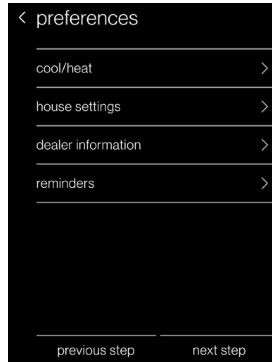 preferences
cool/heat
house settings
dealer information
reminders
previous step
next step